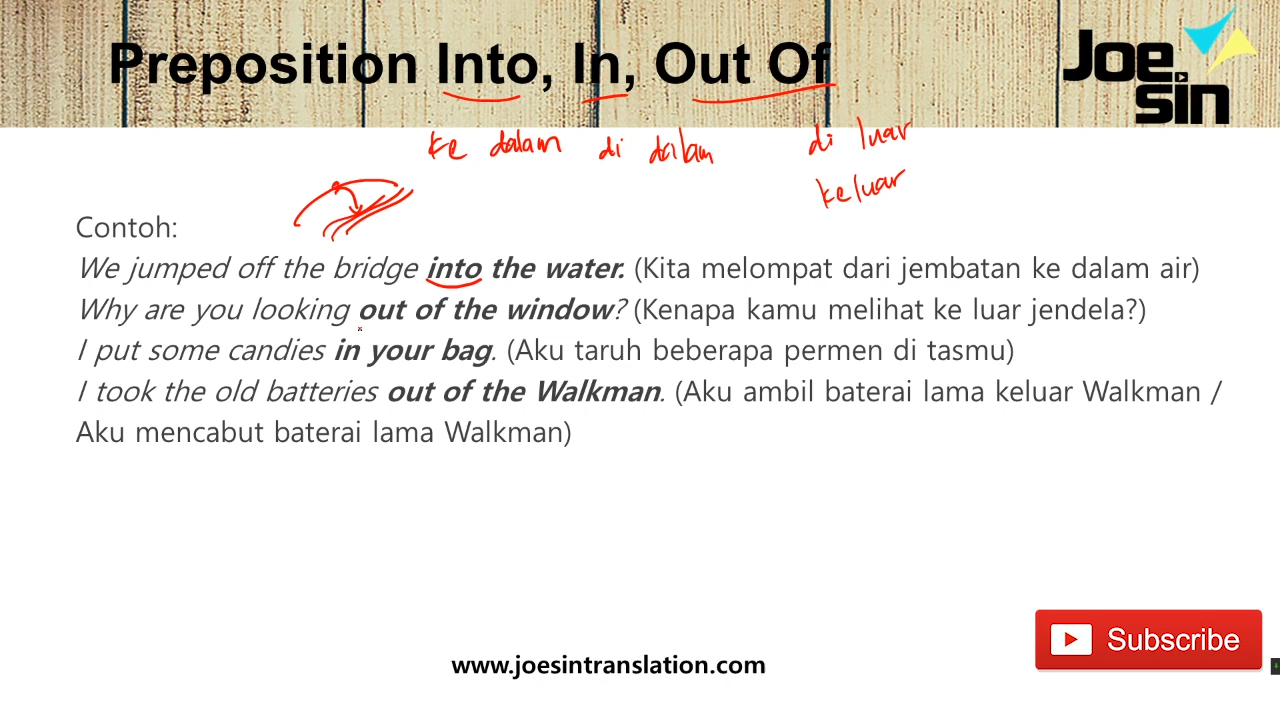 Preposition Into, In, Out Of
Joe
sin
ke dalam di dalam di luar
keluar
Contoh:
We jumped off the bridge into the water. (Kita melompat dari jembatan ke dalam air)
Why are you looking out of the window? (Kenapa kamu melihat ke luar jendela?)
I put some candies in your bag. (Aku taruh beberapa permen di tasmu)
I took the old batteries out of the Walkman. (Aku ambil baterai lama keluar Walkman /
Aku mencabut baterai lama Walkman)
Subscribe
www.joesintranslation.com